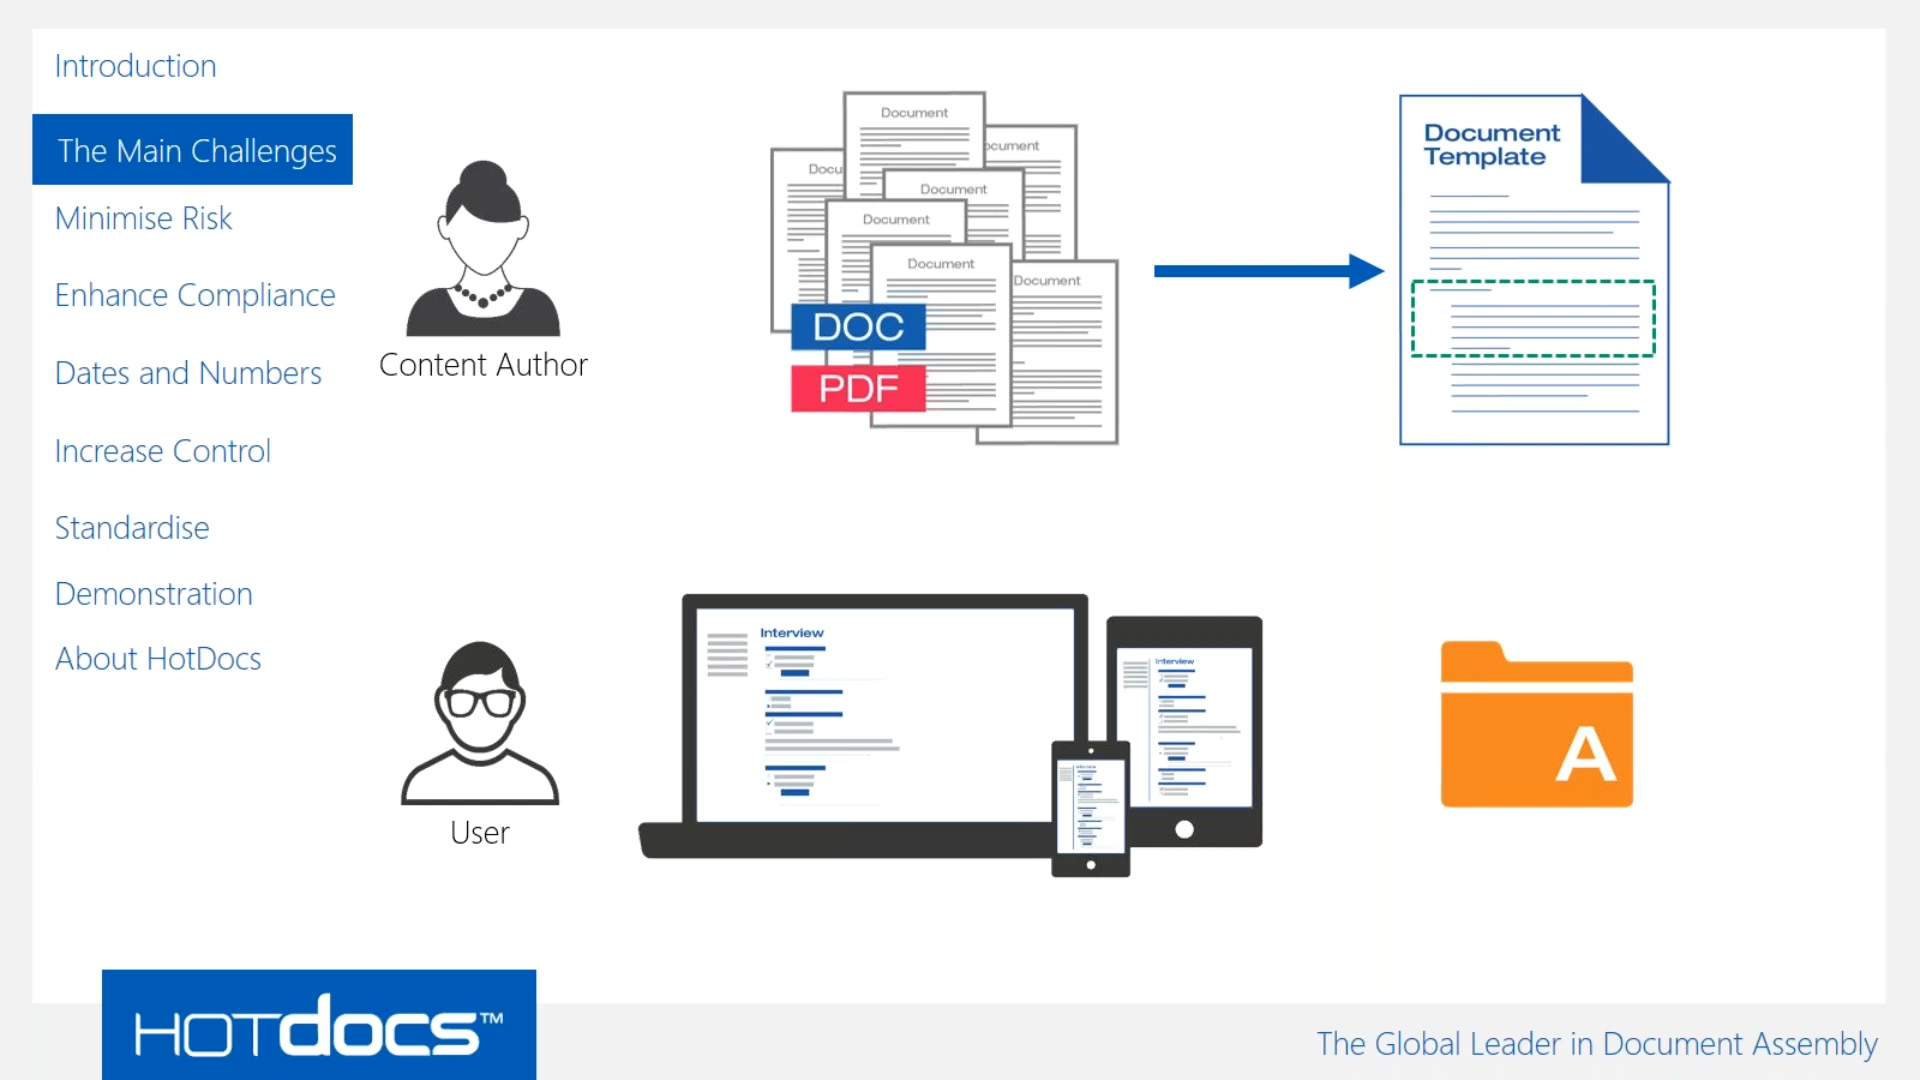 Introduction
The Main Challenges
Minimise Risk
Enhance Compliance
Dates and Numbers
Increase Control
Standardise
Demonstration
About HotDocs
Content Author
Document
Document
Document
Document
Document
DOC
PDF
Document
Template
User
Interview
Interview
Interview
A
HOTDOCS™
The Global Leader in Document Assembly